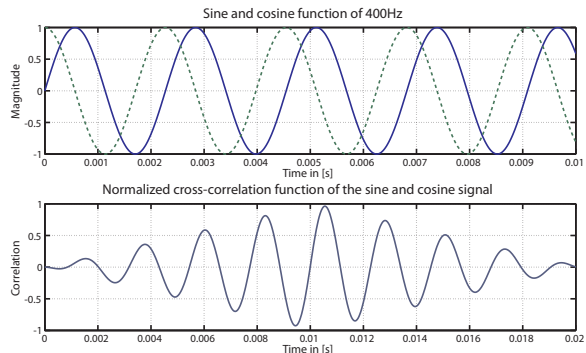 Sine and cosine function of 400Hz
Magnitude
1
0.5
0
-0.5
-1
0 0.001 0.002 0.003 0.004 0.005 0.006 0.007 0.008 0.009 0.01
Time in [s]
Normalized cross-correlation function of the sine and cosine signal
Correlation
1
0.5
0
-0.5
-1
0 0.002 0.004 0.006 0.008 0.01 0.012 0.014 0.016 0.018 0.02
Time in [s]